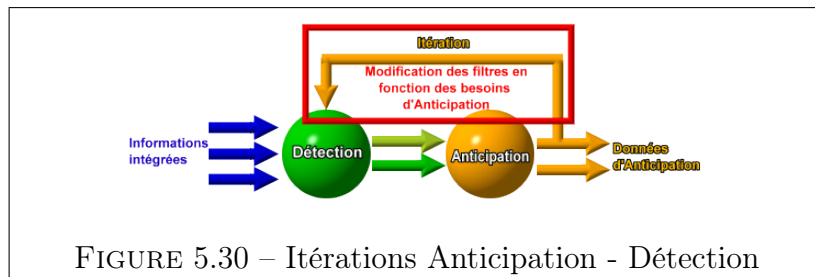 Itération
Modification des filtres en
fonction des besoins
d'Anticipation
Informations
intégrées
Détection
Anticipation
Données
d'Anticipation
FIGURE 5.30 – Itérations Anticipation - Détection